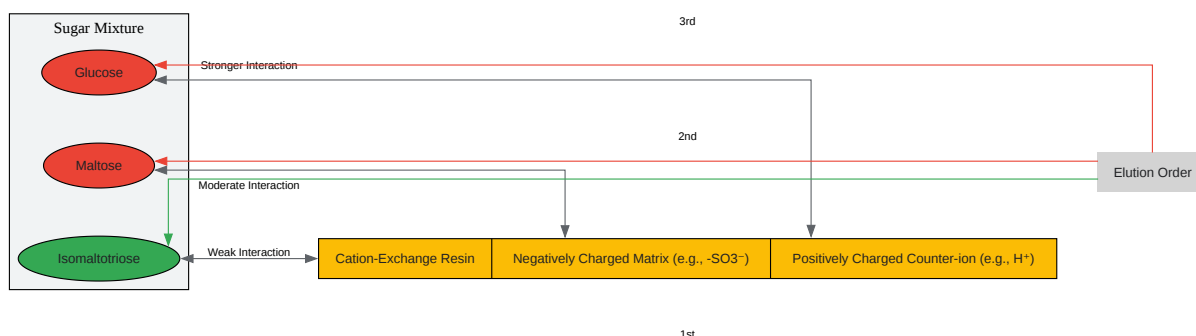 3rd
Sugar Mixture
Stronger Interaction
Glucose
2nd
Maltose
Elution Order
Moderate Interaction
Weak Interaction
Isomaltotriose
Cation-Exchange Resin
Negatively Charged Matrix (e.g., -SO3⁻)
Positively Charged Counter-ion (e.g., H⁺)
1st